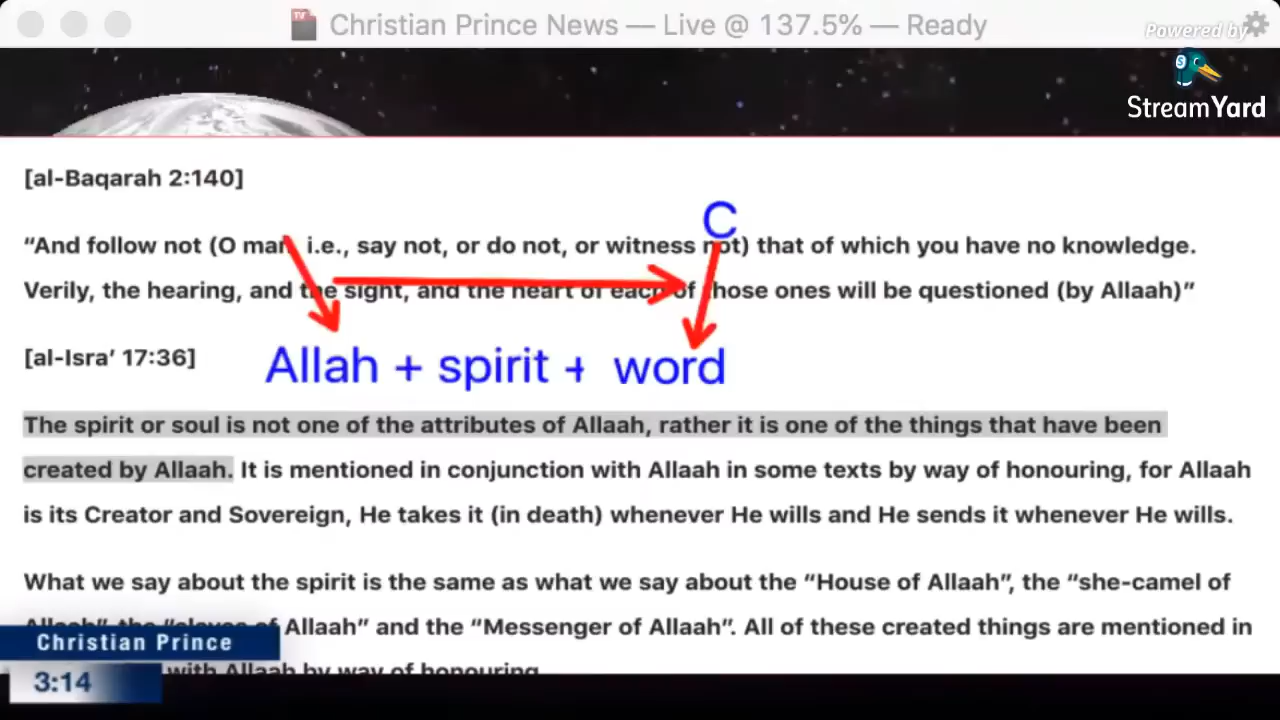 Christian Prince News — Live @ 137.5% — Ready
Powered by
StreamYard
[al-Baqarah 2:140]
C
“And follow not (O man, i.e., say not, or do not, or witness not) that of which you have no knowledge.
Verily, the hearing, and the sight, and the heart of each of those ones will be questioned (by Allaah)”
[al-Isra’ 17:36]
Allah + spirit + word
The spirit or soul is not one of the attributes of Allaah, rather it is one of the things that have been
created by Allaah. It is mentioned in conjunction with Allaah in some texts by way of honouring, for Allaah
is its Creator and Sovereign, He takes it (in death) whenever He wills and He sends it whenever He wills.
What we say about the spirit is the same as what we say about the “House of Allaah”, the “she-camel of
Allaah” and the “Messenger of Allaah”. All of these created things are mentioned in
with Allaah by way of honouring.
Christian Prince
3:14